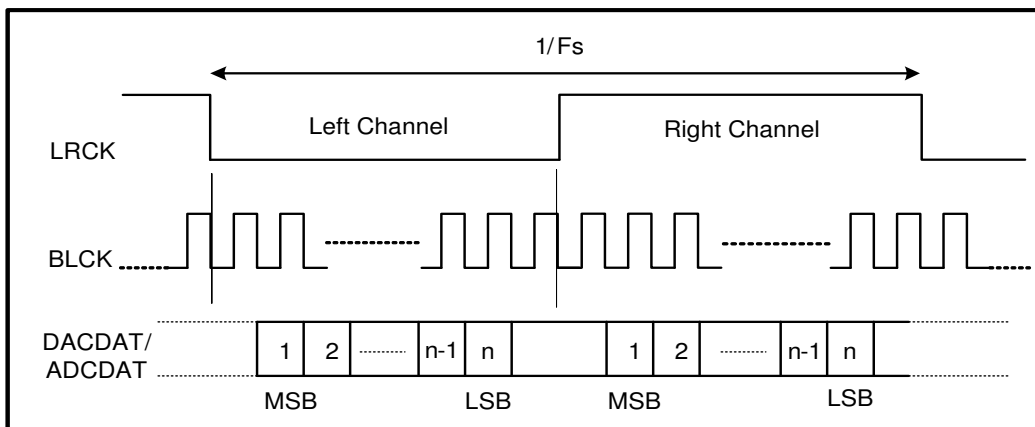 1/Fs
Left Channel
Right Channel
LRCK
BLCK
DACDAT/
ADCDAT
1 2 n-1 n 1 2 n-1 n
MSB LSB MSB LSB